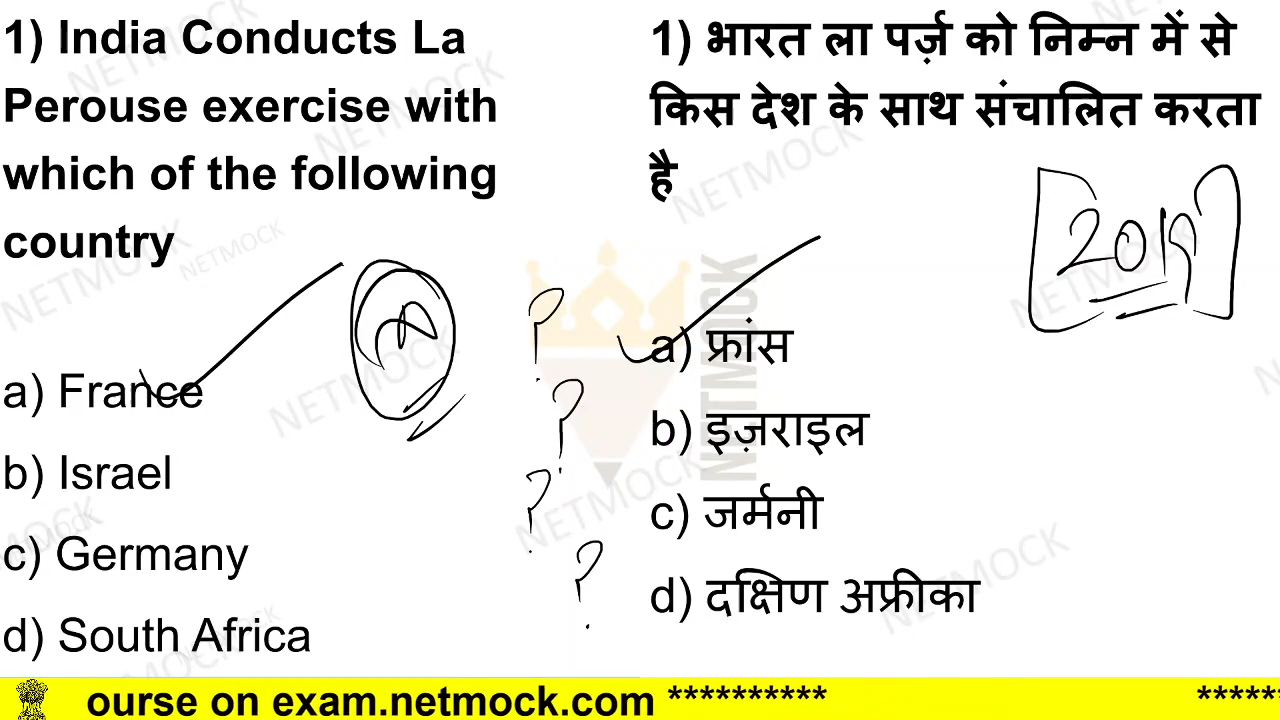 1) India Conducts La
Perouse exercise with
which of the following
country
a) France
b) Israel
c) Germany
d) South Africa
1) भारत ला पर्ज़ को निम्न में से
किस देश के साथ संचालित करता
है
2019
a) फ्रांस
b) इज़राइल
c) जर्मनी
d) दक्षिण अफ्रीका
? 
?
?
?
NETMOCK
ourse on exam.netmock.com ********** *****